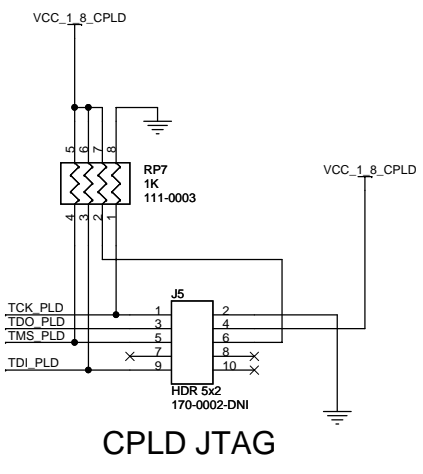 VCC_1_8_CPLD
5 6 7 8
RP7
1K
111-0003
VCC_1_8_CPLD
4 3 2 1
J5
TCK_PLD 1 2
TDO_PLD 3 4
TMS_PLD 5 6
7 8
TDI_PLD 9 10
HDR 5x2
170-0002-DNI
CPLD JTAG